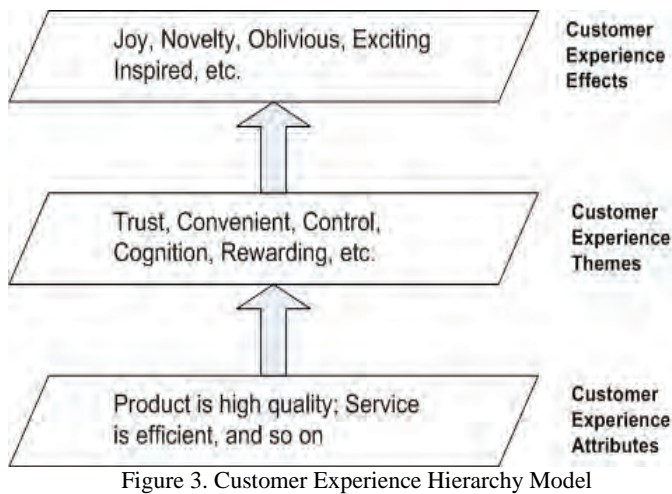 Joy, Novelty, Oblivious, Exciting
Inspired, etc.
Customer
Experience
Effects
Trust, Convenient, Control,
Cognition, Rewarding, etc.
Customer
Experience
Themes
Product is high quality; Service
is efficient, and so on
Customer
Experience
Attributes
Figure 3. Customer Experience Hierarchy Model